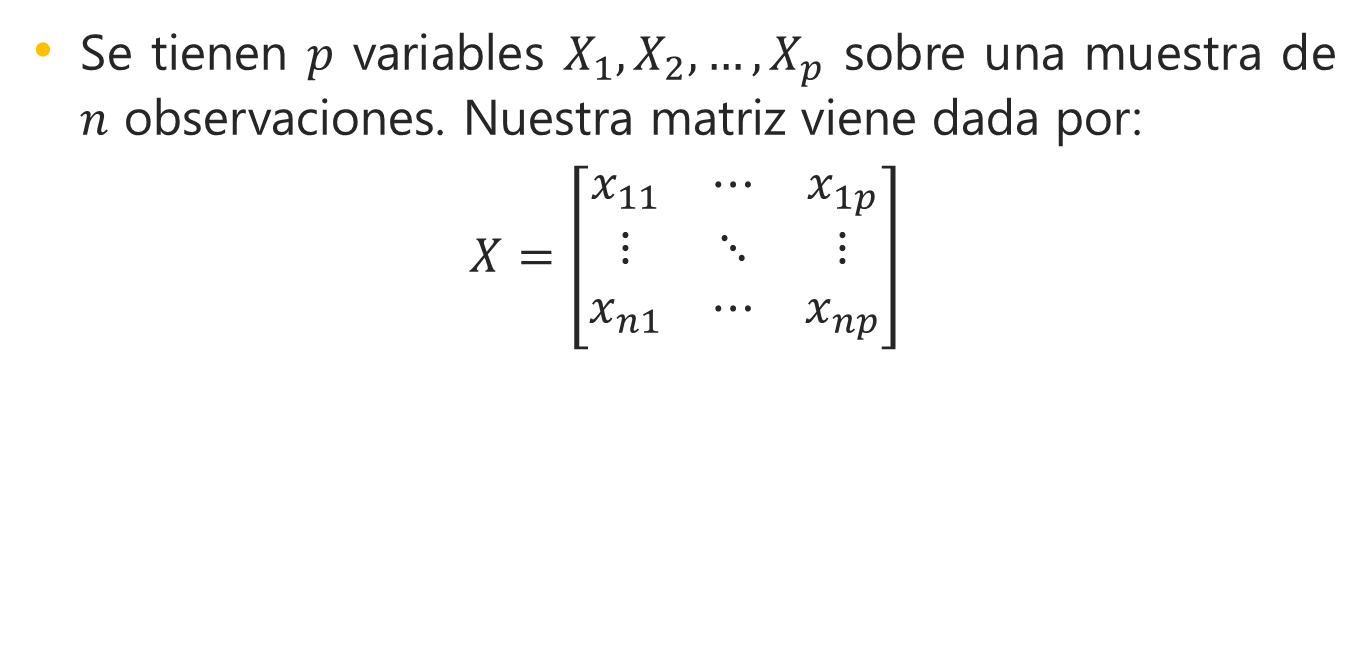 • Se tienen 𝑝 variables 𝑋₁, 𝑋₂, … , 𝑋ₚ sobre una muestra de
𝑛 observaciones. Nuestra matriz viene dada por:
𝑥₁₁ ⋯ 𝑥₁ₚ
𝑋 = [ ⋮ ⋱ ⋮ ]
𝑥ₙ₁ ⋯ 𝑥ₙₚ